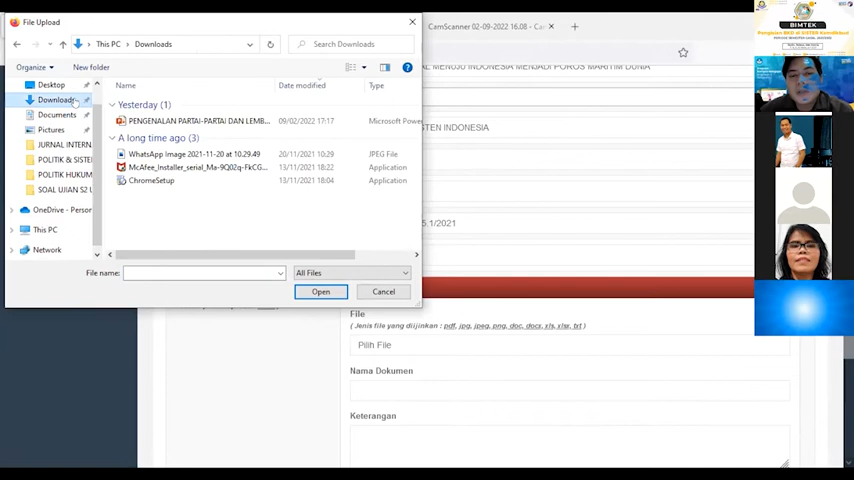 File Upload
CamScanner 02-09-2022 16.08 - Ca
BIMTEK
This PC
Downloads
Search Downloads
Organize
New folder
AL MENUJU INDONESIA MENJADI POROS MARITIM DUNIA
Desktop
Downloads
Documents
Pictures
JURNAL INTERN
POLITIK & SISTE
POLITIK HUKUM
SOAL UJIAN S2 U
OneDrive - Person
This PC
Network
Name
Date modified
Type
Yesterday (1)
PENGENALAN PARTAI-PARTAI DAN LEMB...
09/02/2022 17:17
Microsoft Power
A long time ago (3)
WhatsApp Image 2021-11-20 at 10.29.49
20/11/2021 10:29
JPEG File
McAfee_Installer_serial_Ma-9Q02q-FkCG...
13/11/2021 18:22
Application
ChromeSetup
13/11/2021 18:04
Application
STEN INDONESIA
5.1/2021
File name:
All Files
Open
Cancel
File
( Jenis file yang diijinkan : pdf, jpg, jpeg, png, doc, docx, xls, xlsx, txt )
Pilih File
Nama Dokumen
Keterangan